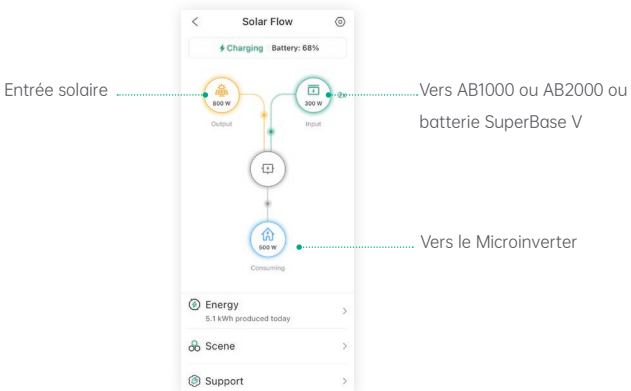 Solar Flow
Charging Battery: 68%
Entrée solaire
800 W
300 W
2x
Vers AB1000 ou AB2000 ou
batterie SuperBase V
Output
Input
500 W
Vers le Microinverter
Consuming
Energy
5.1 kWh produced today
Scene
Support